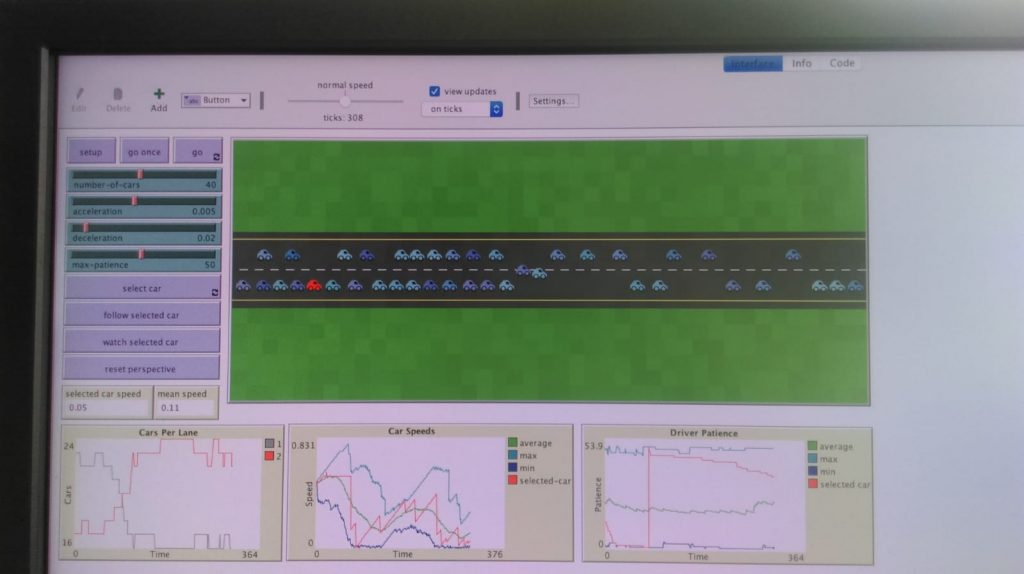 Interface Info Code
Edit Delete Add Button
normal speed
ticks: 308
view updates
on ticks
Settings...
setup go once go
number-of-cars 40
acceleration 0.005
deceleration 0.02
max-patience 50
select car
follow selected car
watch selected car
reset perspective
selected car speed
0.05
mean speed
0.11
Cars Per Lane
24
Cars
16
0 Time 364
1
2
Car Speeds
0.831
Speed
0
0 Time 376
average
max
min
selected-car
Driver Patience
53.9
Patience
0
0 Time 364
average
max
min
selected car